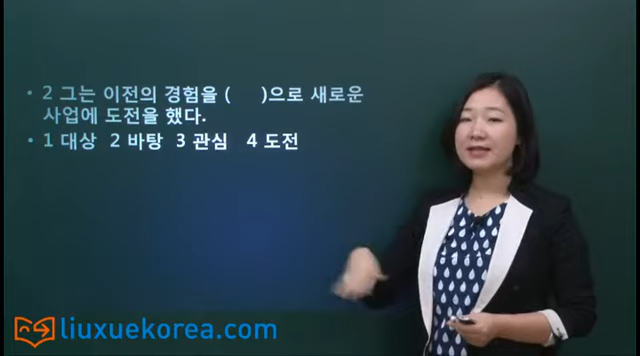 • 2 그는 이전의 경험을 (    )으로 새로운
사업에 도전을 했다.
• 1 대상  2 바탕  3 관심  4 도전
liuxuekorea.com